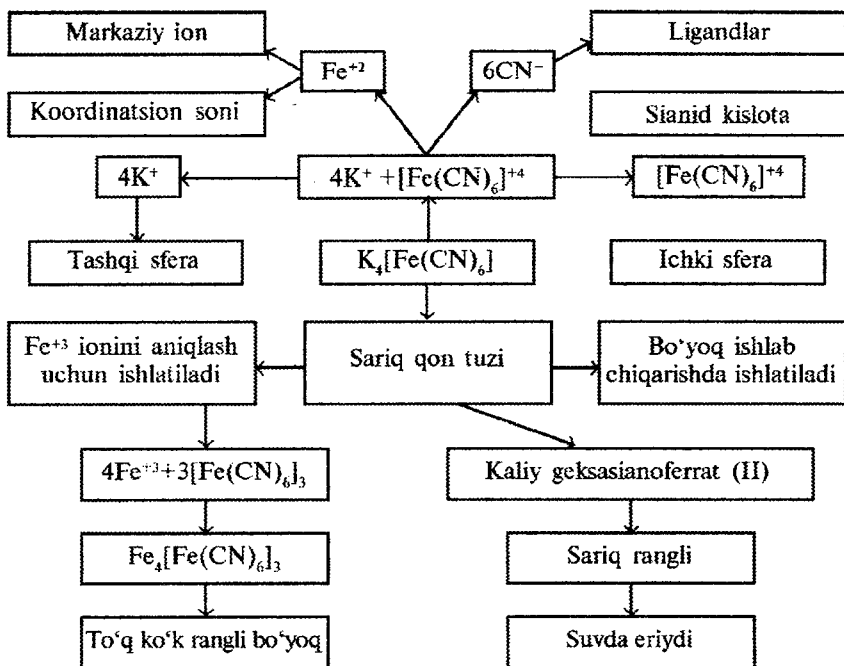 Markaziy ion
Ligandlar
Fe⁺²
6CN⁻
Koordinatsion soni
Sianid kislota
4K⁺
4K⁺ +[Fe(CN)₆]⁺⁴
[Fe(CN)₆]⁺⁴
Tashqi sfera
K₄[Fe(CN)₆]
Ichki sfera
Fe⁺³ ionini aniqlash
uchun ishlatiladi
Sariq qon tuzi
Bo‘yoq ishlab
chiqarishda ishlatiladi
4Fe⁺³+3[Fe(CN)₆]₃
Kaliy geksasianoferrat (II)
Fe₄[Fe(CN)₆]₃
Sariq rangli
To‘q ko‘k rangli bo‘yoq
Suvda eriydi